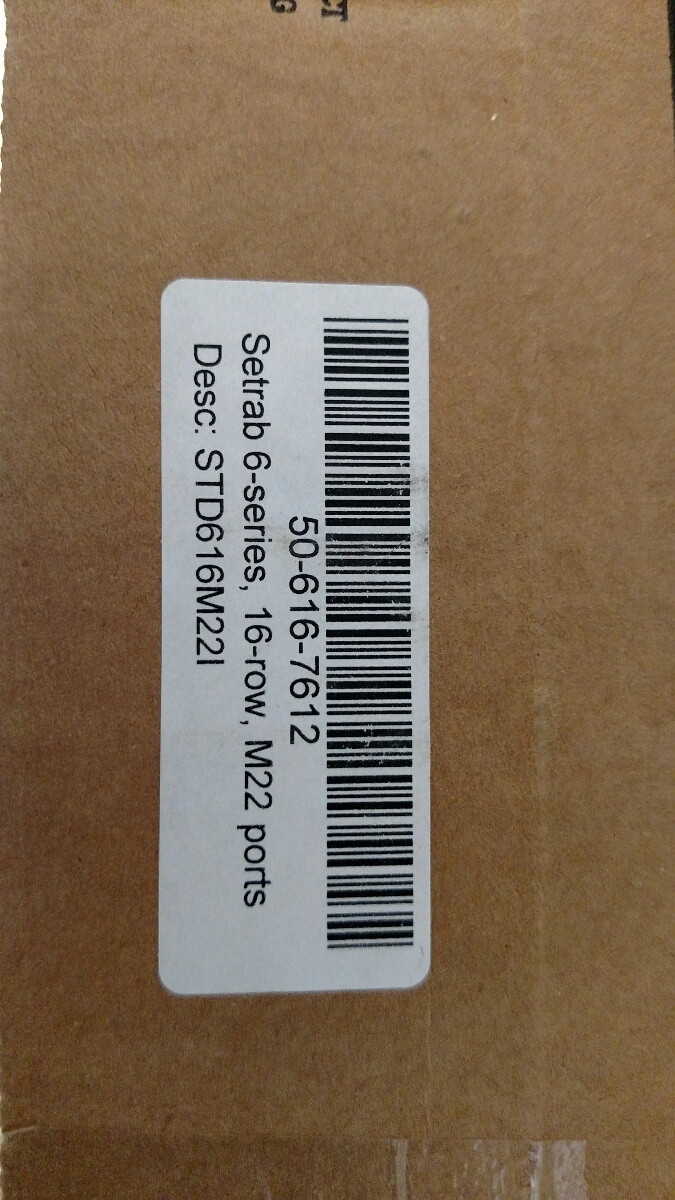 50-616-7612
Setrab 6-series, 16-row, M22 ports
Desc: STD616M22I